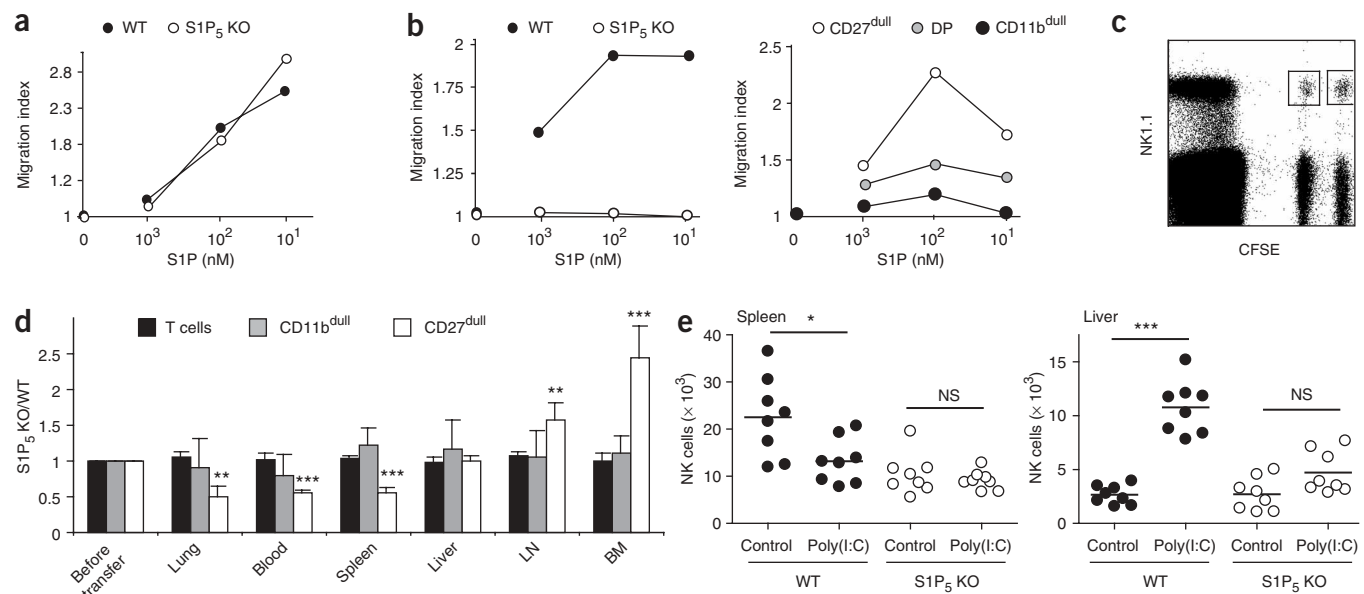 a
WT S1P5 KO
Migration index
2.8
2.3
1.8
1.2
1
0 10³ 10² 10¹
S1P (nM)
b
WT S1P5 KO
Migration index
2
1.75
1.5
1.25
1
0 10³ 10² 10¹
S1P (nM)
CD27dull DP CD11bdull
Migration index
2.5
2
1.5
1
0 10³ 10² 10¹
S1P (nM)
c
NK1.1
CFSE
d
T cells CD11bdull CD27dull
S1P5 KO/WT
2.5
2
1.5
1
0.5
0
** *** *** ** ***
Before
transfer
Lung
Blood
Spleen
Liver
LN
BM
e
Spleen
NK cells (× 10³)
40
30
20
10
0
*
NS
Control Poly(I:C) Control Poly(I:C)
WT S1P5 KO
Liver
NK cells (× 10³)
15
10
5
0
***
NS
Control Poly(I:C) Control Poly(I:C)
WT S1P5 KO